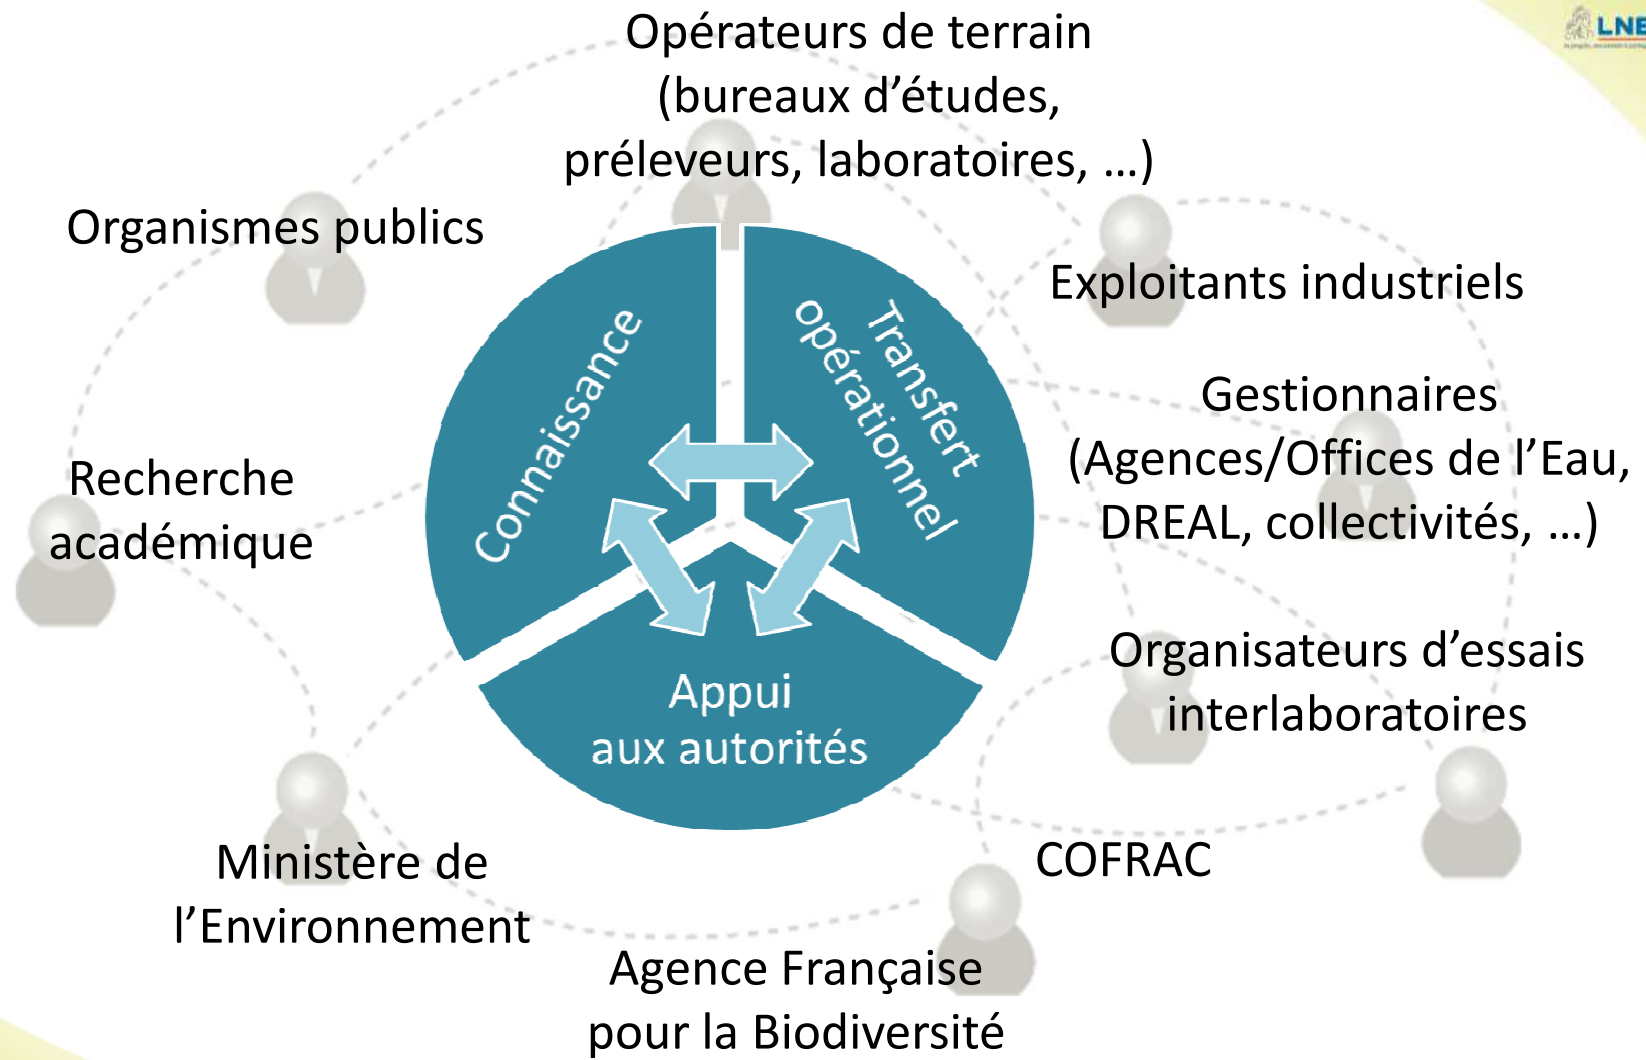 LNE
Opérateurs de terrain
(bureaux d’études,
préleveurs, laboratoires, …)
Organismes publics
Exploitants industriels
Connaissance
Transfert
opérationnel
Gestionnaires
(Agences/Offices de l’Eau,
DREAL, collectivités, …)
Recherche
académique
Organisateurs d’essais
interlaboratoires
Appui
aux autorités
Ministère de
l’Environnement
COFRAC
Agence Française
pour la Biodiversité